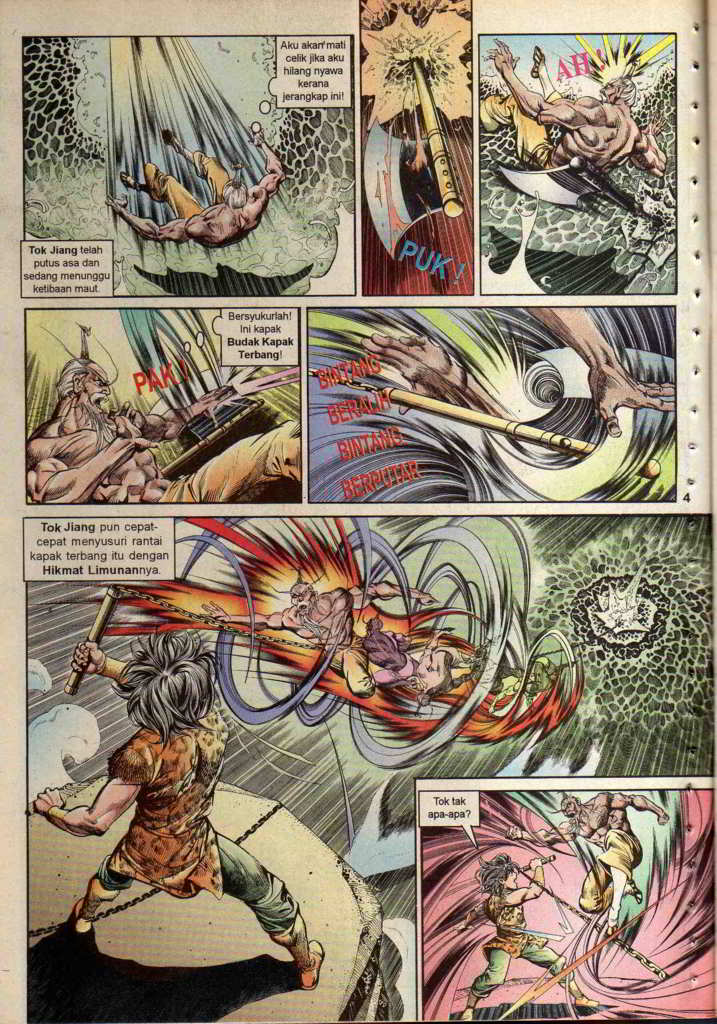 Aku akan mati
celik jika aku
hilang nyawa
kerana
jerangkap ini!
Tok Jiang telah
putus asa dan
sedang menunggu
ketibaan maut.
PUK!
AH!
PAK!
Bersyukurlah!
Ini kapak
Budak Kapak
Terbang!
BINTANG
BERALIH
BINTANG
BERPUTAR
4
Tok Jiang pun cepat-
cepat menyusuri rantai
kapak terbang itu dengan
Hikmat Limunannya.
Tok tak
apa-apa?